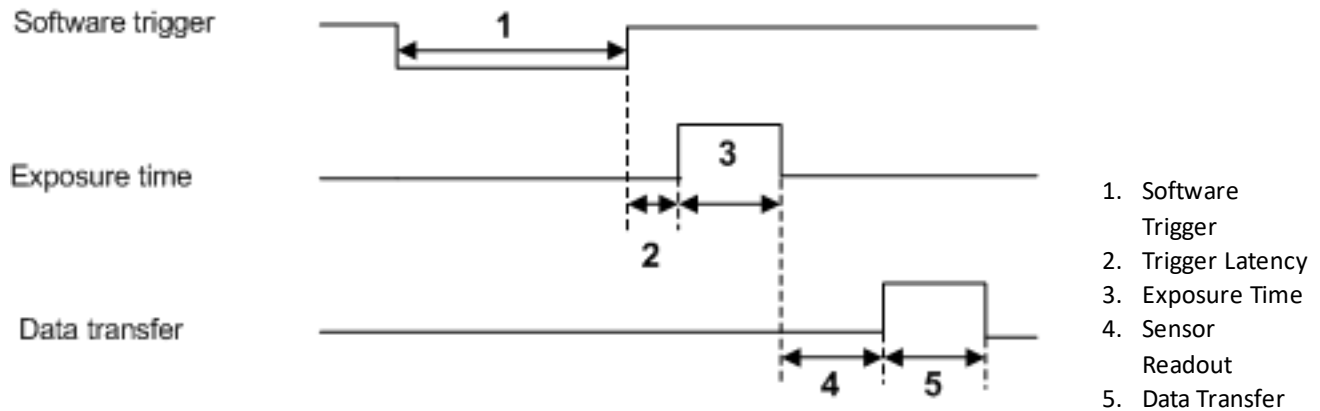 Software trigger
1
Exposure time
3
2
Data transfer
4
5
1. Software
Trigger
2. Trigger Latency
3. Exposure Time
4. Sensor
Readout
5. Data Transfer